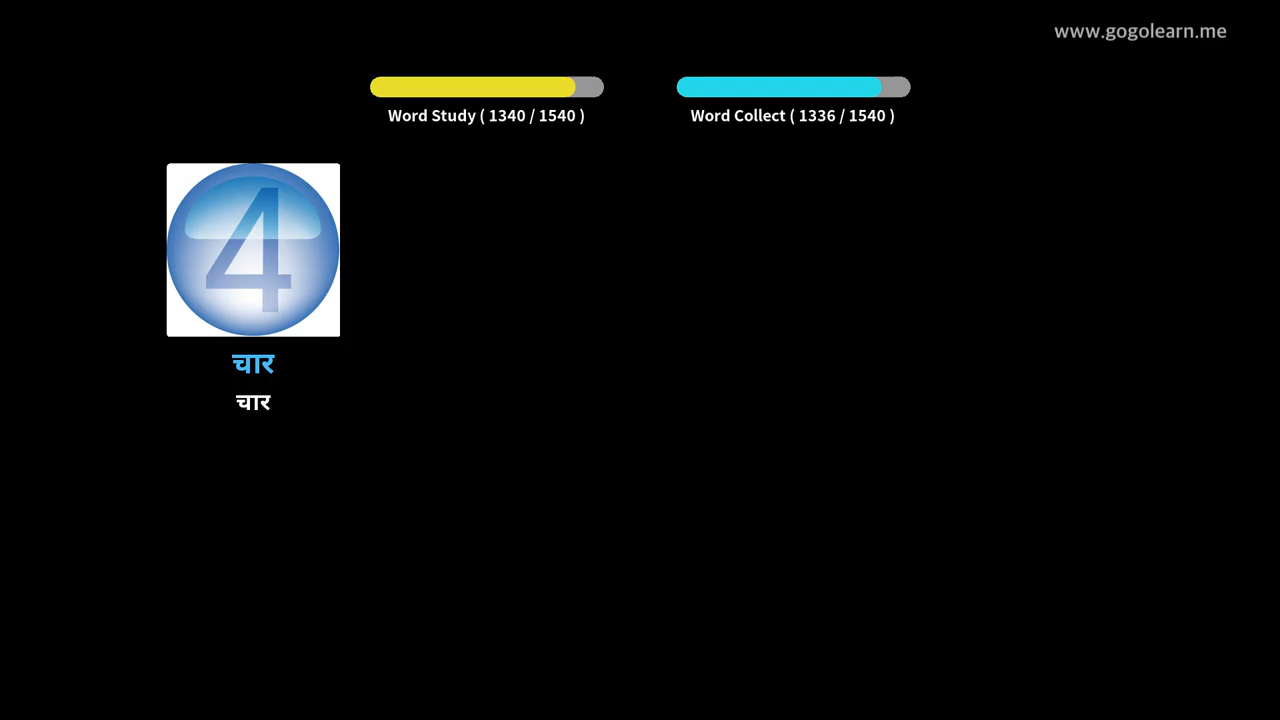 www.gogolearn.me
Word Study ( 1340 / 1540 )
Word Collect ( 1336 / 1540 )
4
चार
चार